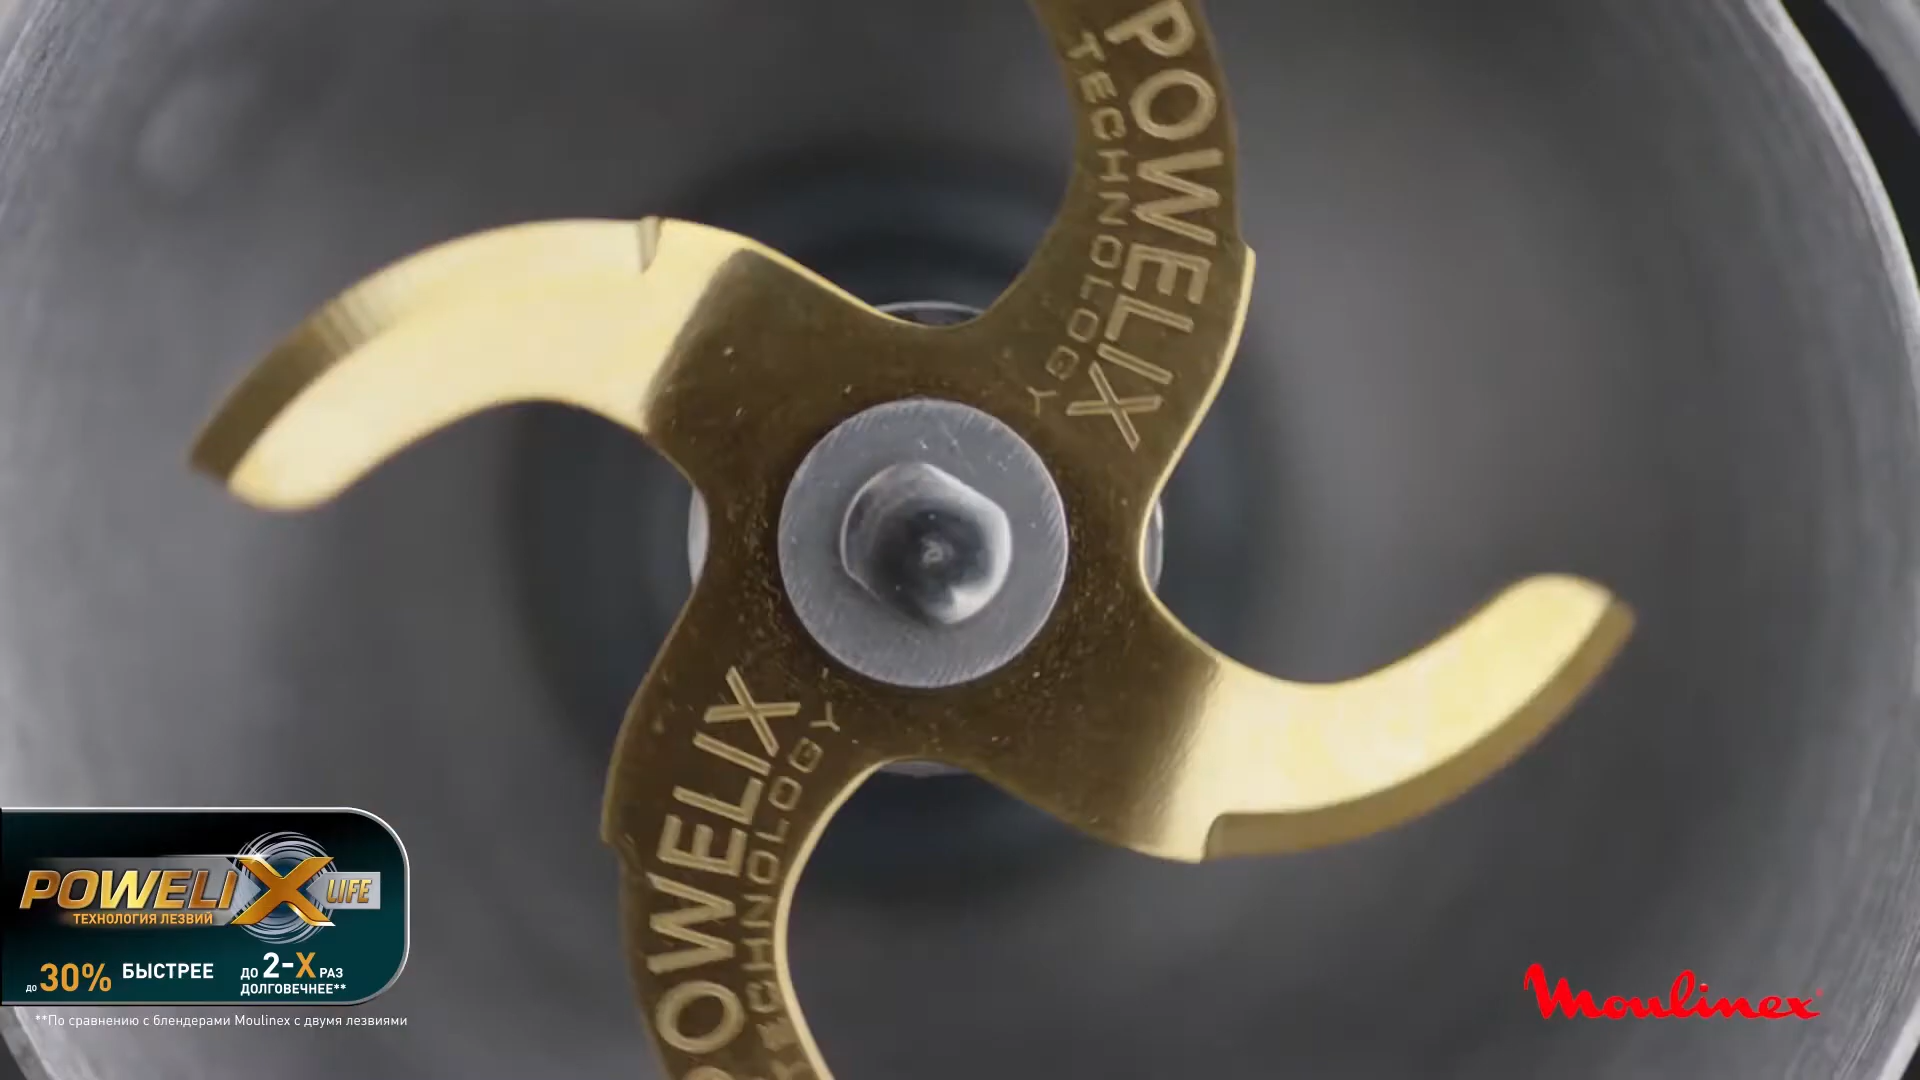 POWELIX
TECHNOLOGY
POWELIX
TECHNOLOGY
POWELIX LIFE
ТЕХНОЛОГИЯ ЛЕЗВИЙ
до 30% БЫСТРЕЕ
ДО 2-X РАЗ
ДОЛГОВЕЧНЕЕ**
**По сравнению с блендерами Moulinex с двумя лезвиями
Moulinex